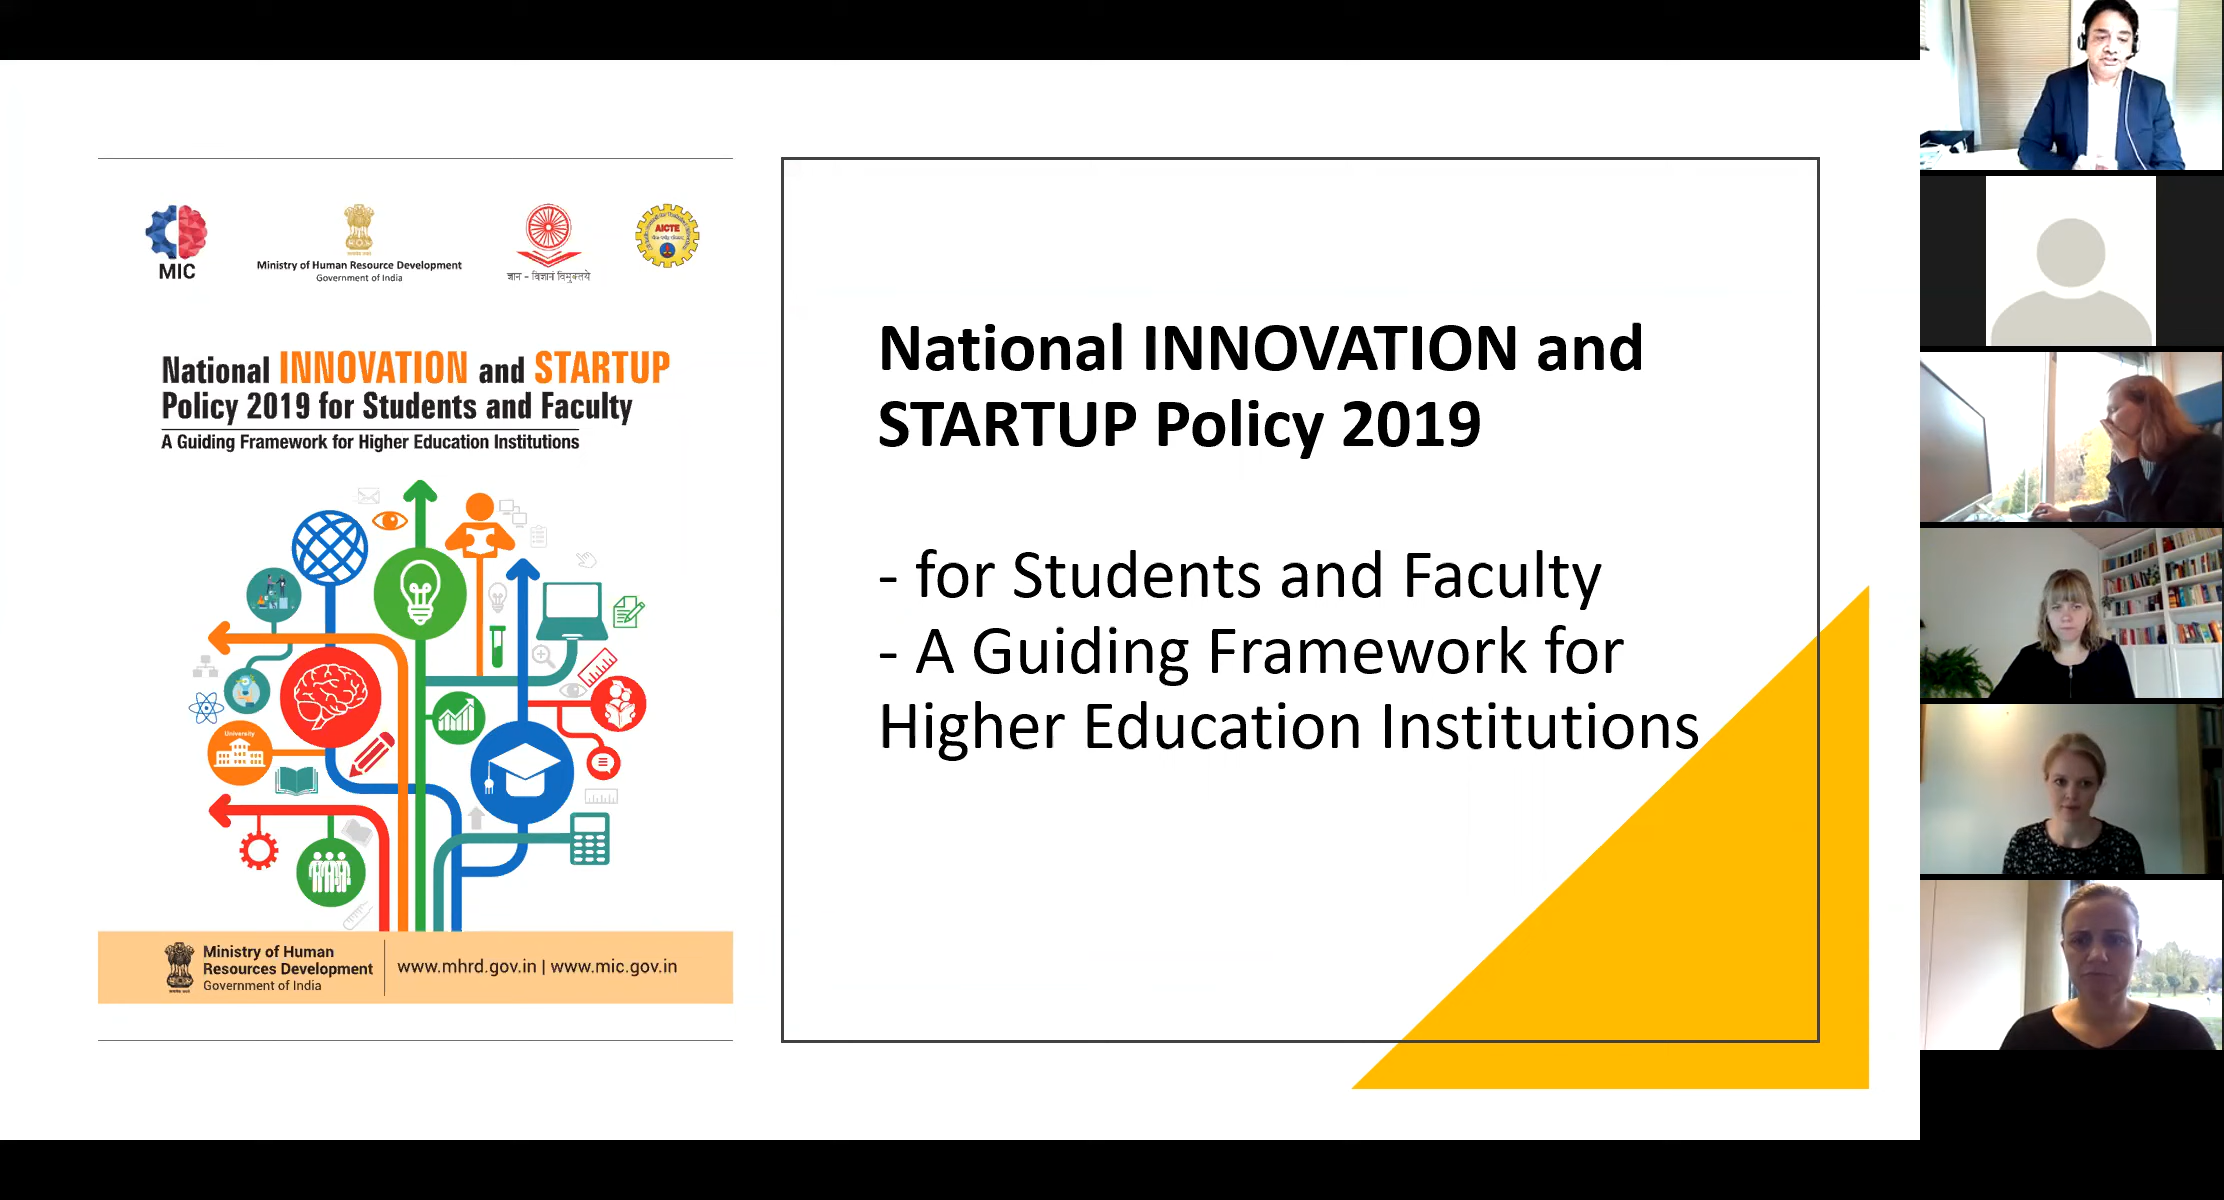 MIC
Ministry of Human Resource Development
Government of India
ज्ञान - विज्ञानं विमुक्तये
AICTE
National INNOVATION and STARTUP
Policy 2019 for Students and Faculty
A Guiding Framework for Higher Education Institutions
University
Ministry of Human
Resources Development
Government of India
www.mhrd.gov.in | www.mic.gov.in
National INNOVATION and
STARTUP Policy 2019
- for Students and Faculty
- A Guiding Framework for
Higher Education Institutions